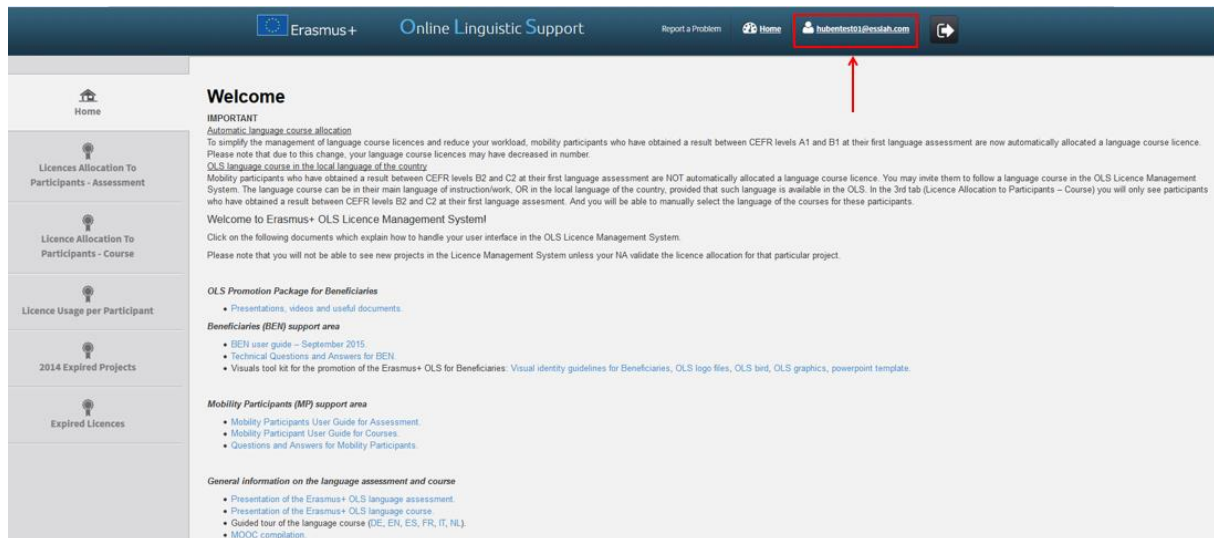 Erasmus+
Online Linguistic Support
Report a Problem
Home
hubentest01@esslah.com
Home
Licences Allocation To
Participants - Assessment
Licence Allocation To
Participants - Course
Licence Usage per Participant
2014 Expired Projects
Expired Licences
Welcome
IMPORTANT
Automatic language course allocation
To simplify the management of language course licences and reduce your workload, mobility participants who have obtained a result between CEFR levels A1 and B1 at their first language assessment are now automatically allocated a language course licence.
Please note that due to this change, your language course licences may have decreased in number.
OLS language course in the local language of the country
Mobility participants who have obtained a result between CEFR levels B2 and C2 at their first language assessment are NOT automatically allocated a language course licence. You may invite them to follow a language course in the OLS Licence Management
System. The language course can be in their main language of instruction/work, OR in the local language of the country, provided that such language is available in the OLS. In the 3rd tab (Licence Allocation to Participants – Course) you will only see participants
who have obtained a result between CEFR levels B2 and C2 at their first language assesment. And you will be able to manually select the language of the courses for these participants.
Welcome to Erasmus+ OLS Licence Management System!
Click on the following documents which explain how to handle your user interface in the OLS Licence Management System.
Please note that you will not be able to see new projects in the Licence Management System unless your NA validate the licence allocation for that particular project.
OLS Promotion Package for Beneficiaries
• Presentations, videos and useful documents.
Beneficiaries (BEN) support area
• BEN user guide – September 2015.
• Technical Questions and Answers for BEN.
• Visuals tool kit for the promotion of the Erasmus+ OLS for Beneficiaries: Visual identity guidelines for Beneficiaries, OLS logo files, OLS bird, OLS graphics, powerpoint template.
Mobility Participants (MP) support area
• Mobility Participants User Guide for Assessment.
• Mobility Participant User Guide for Courses.
• Questions and Answers for Mobility Participants.
General information on the language assessment and course
• Presentation of the Erasmus+ OLS language assessment.
• Presentation of the Erasmus+ OLS language course.
• Guided tour of the language course (DE, EN, ES, FR, IT, NL).
• MOOC compilation.